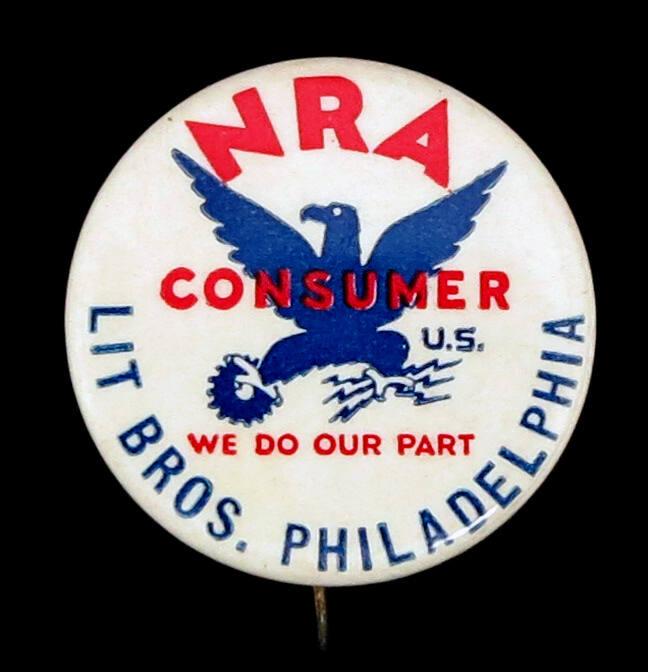 NRA
CONSUMER
U.S.
WE DO OUR PART
LIT BROS. PHILADELPHIA